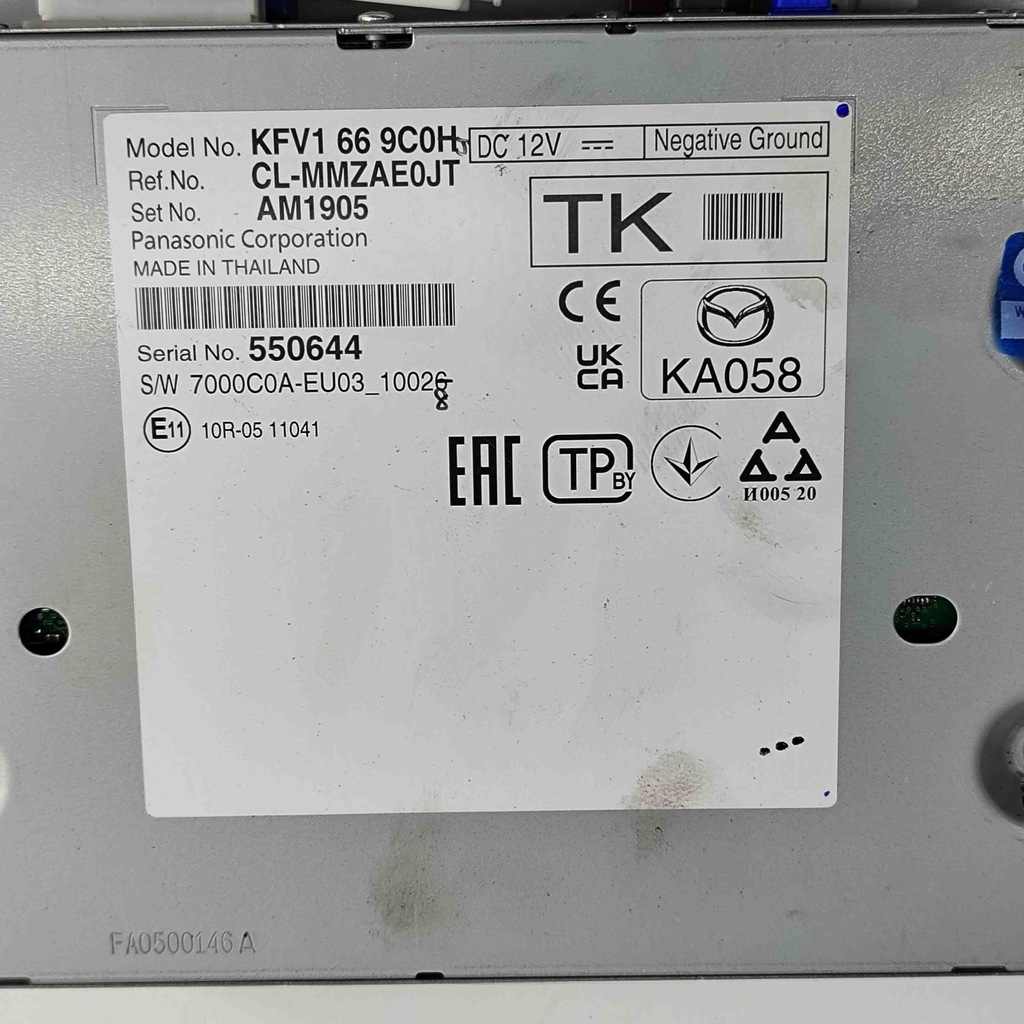 Model No. KFV1 66 9C0H
DC 12V
Negative Ground
Ref.No. CL-MMZAE0JT
Set No. AM1905
TK
Panasonic Corporation
MADE IN THAILAND
CE
Serial No. 550644
UK
CA
KA058
S/W 7000C0A-EU03_10026
8
E11 10R-05 11041
EAC
TP BY
И005 20
FA0500146 A